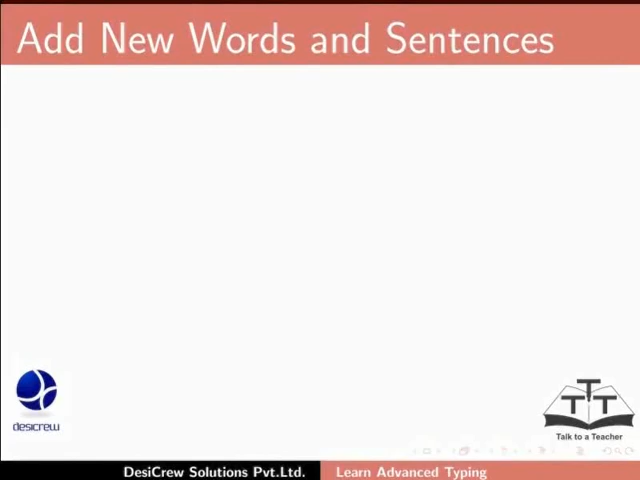 Add New Words and Sentences
desicrew
T T T
Talk to a Teacher
DesiCrew Solutions Pvt.Ltd.
Learn Advanced Typing